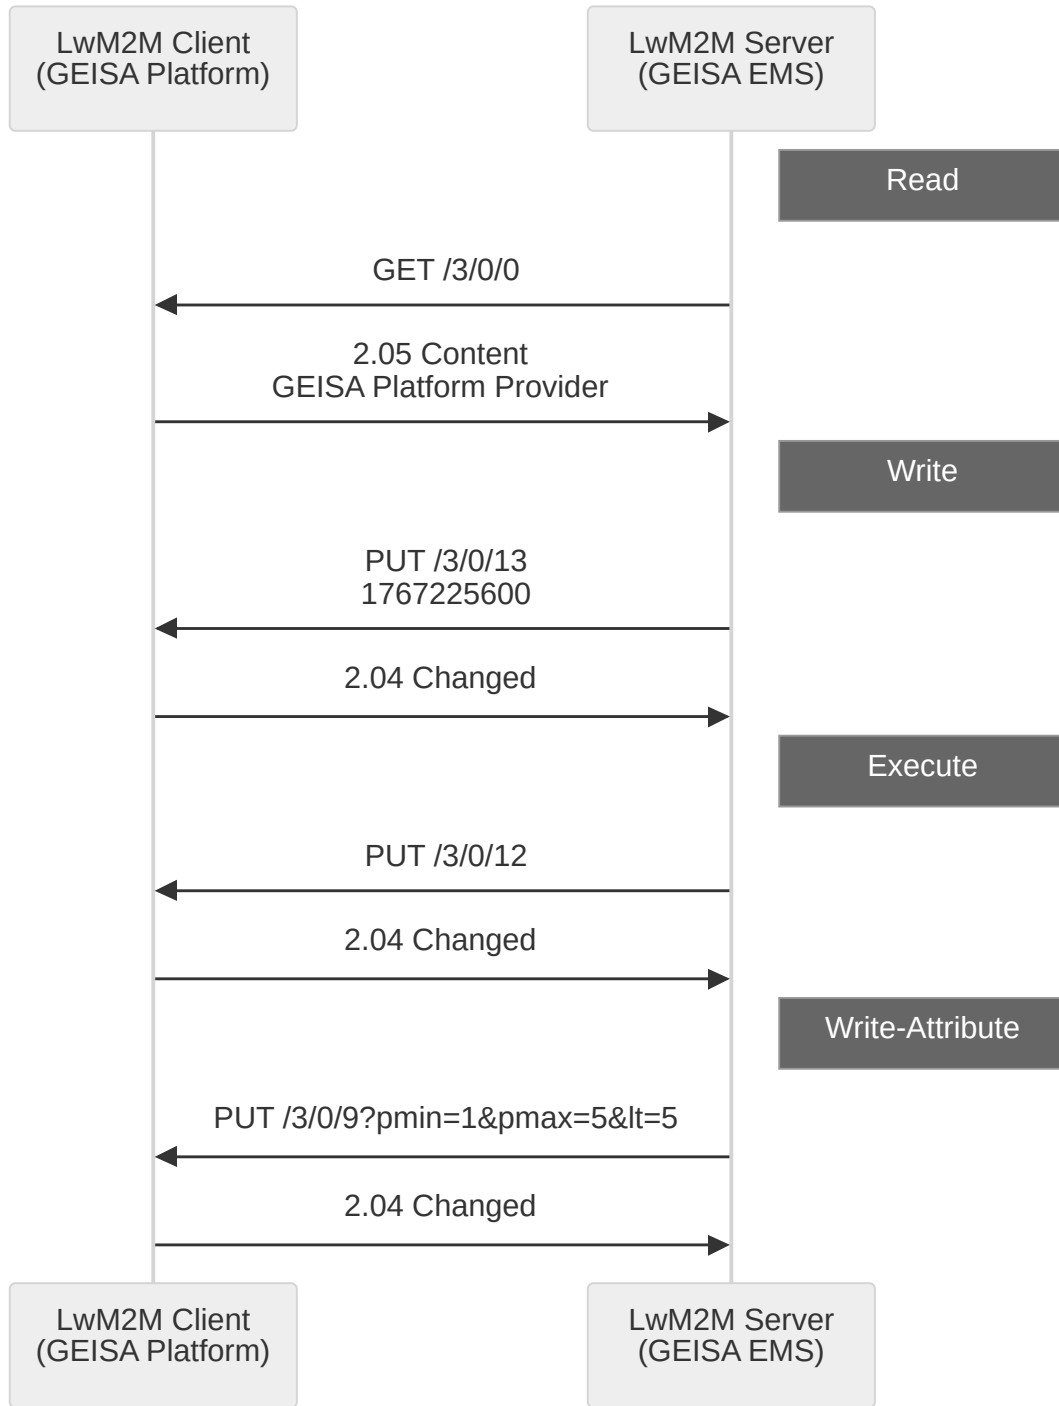 LwM2M Client
(GEISA Platform)
LwM2M Server
(GEISA EMS)
Read
GET /3/0/0
2.05 Content
GEISA Platform Provider
Write
PUT /3/0/13
1767225600
2.04 Changed
Execute
PUT /3/0/12
2.04 Changed
Write-Attribute
PUT /3/0/9?pmin=1&pmax=5&lt=5
2.04 Changed
LwM2M Client
(GEISA Platform)
LwM2M Server
(GEISA EMS)